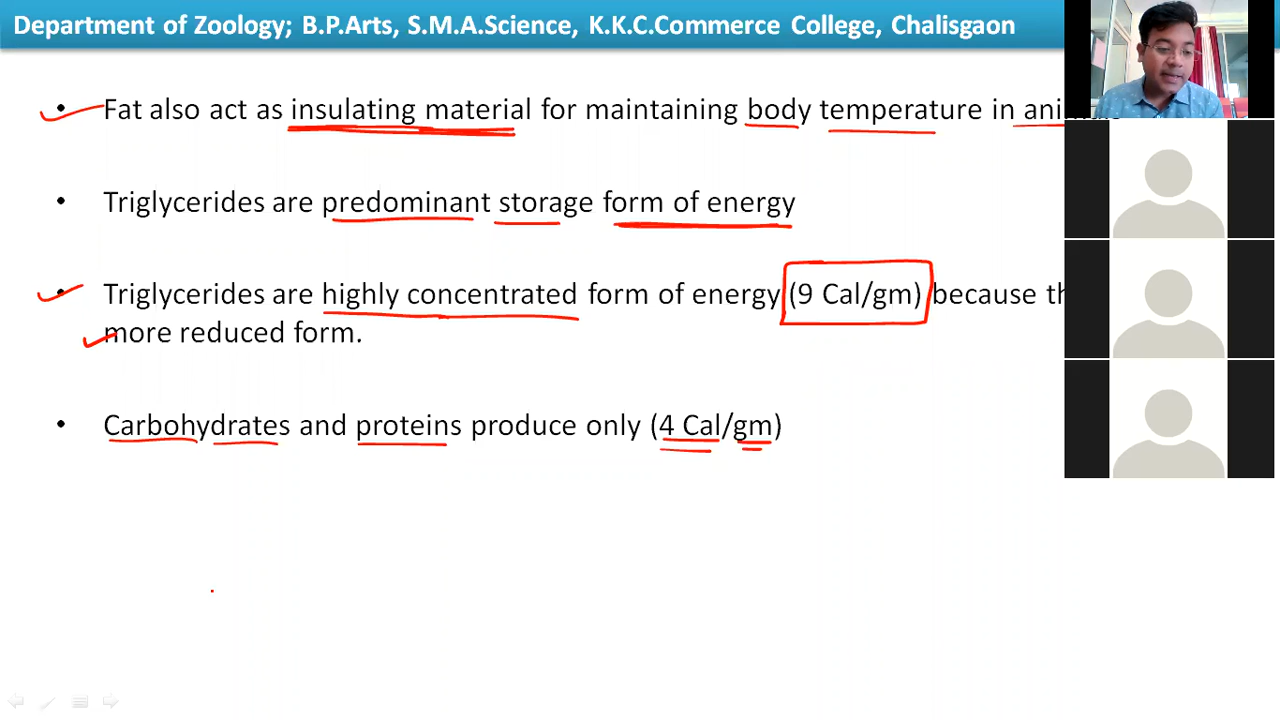 Department of Zoology; B.P.Arts, S.M.A.Science, K.K.C.Commerce College, Chalisgaon
• Fat also act as insulating material for maintaining body temperature in
• Triglycerides are predominant storage form of energy
• Triglycerides are highly concentrated form of energy (9 Cal/gm) because
more reduced form.
• Carbohydrates and proteins produce only (4 Cal/gm)